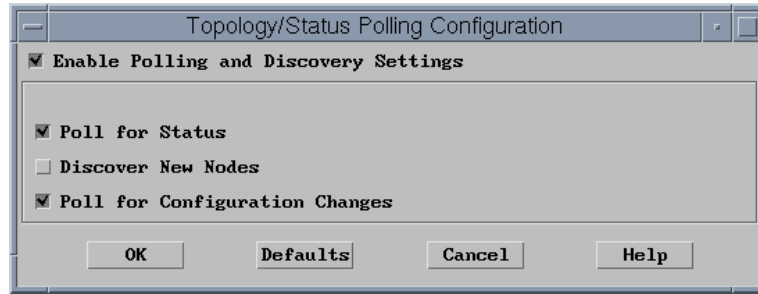 Topology/Status Polling Configuration
Enable Polling and Discovery Settings
Poll for Status
Discover New Nodes
Poll for Configuration Changes
OK Defaults Cancel Help